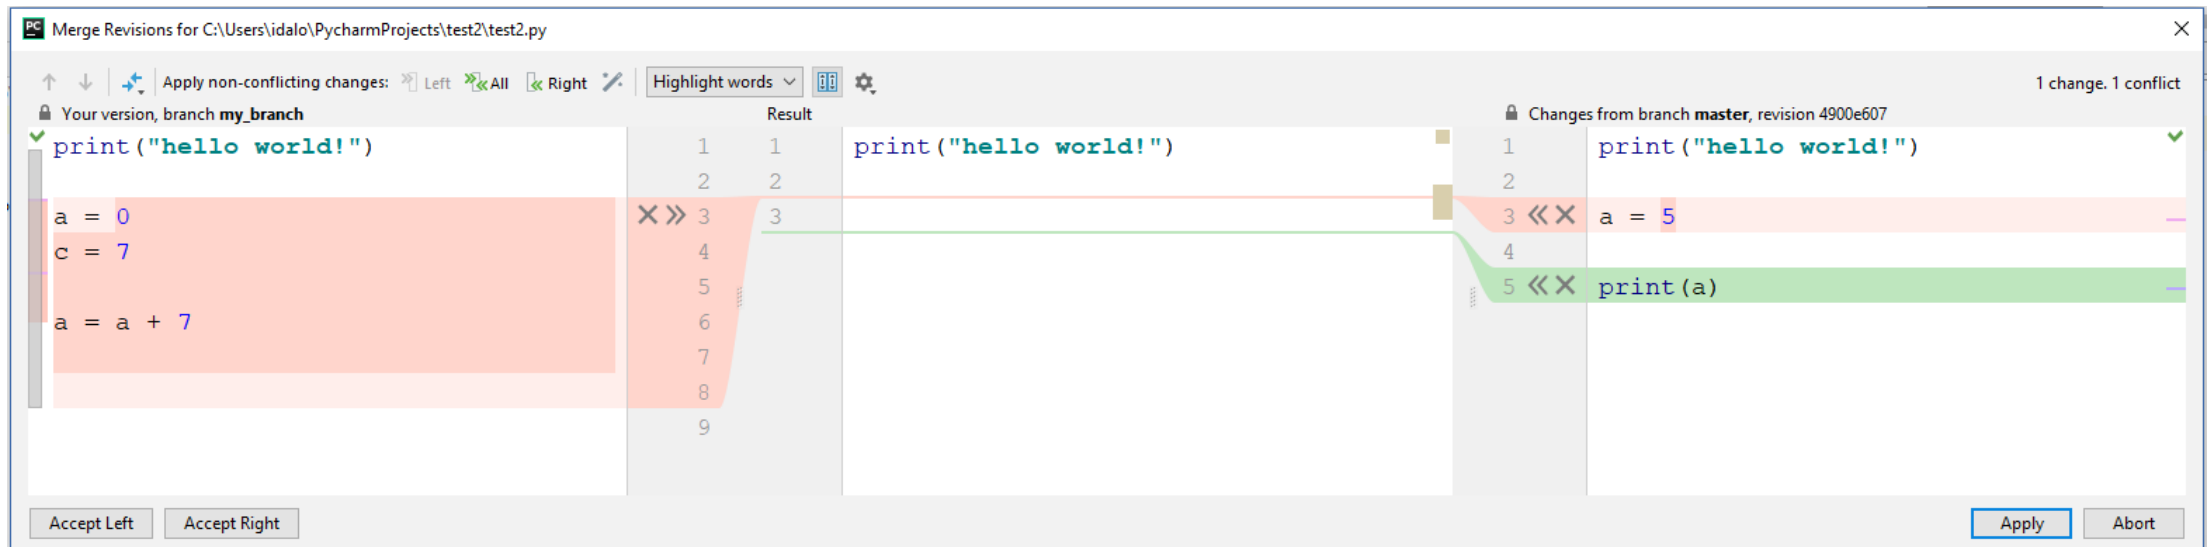 PC Merge Revisions for C:\Users\idalo\PycharmProjects\test2\test2.py
Apply non-conflicting changes: Left All Right Highlight words 1 change. 1 conflict
Your version, branch my_branch Result Changes from branch master, revision 4900e607
print("hello world!") 1 1 print("hello world!") 1 print("hello world!")
2 2 2
a = 0 3 3 3 a = 5
c = 7 4 4
5 5 print(a)
a = a + 7 6
7
8
9
Accept Left Accept Right Apply Abort